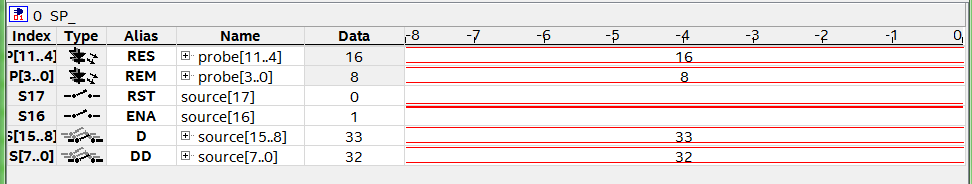 0 SP_
Index Type Alias Name Data -8 -7 -6 -5 -4 -3 -2 -1 0
P[11..4] RES probe[11..4] 16 16
P[3..0] REM probe[3..0] 8 8
S17 RST source[17] 0
S16 ENA source[16] 1
S[15..8] D source[15..8] 33 33
S[7..0] DD source[7..0] 32 32